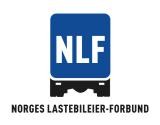 NLF
NORGES LASTEBILEIER-FORBUND